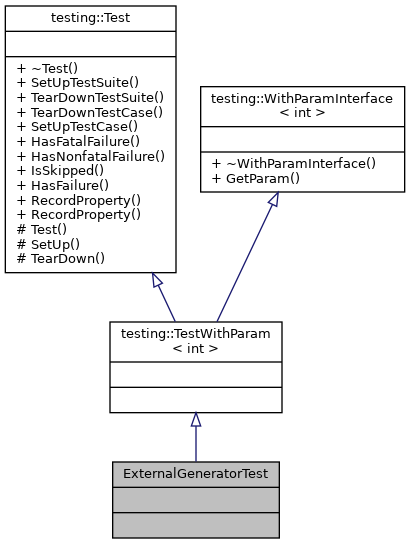 testing::Test
+ ~Test()
+ SetUpTestSuite()
+ TearDownTestSuite()
+ TearDownTestCase()
+ SetUpTestCase()
+ HasFatalFailure()
+ HasNonfatalFailure()
+ IsSkipped()
+ HasFailure()
+ RecordProperty()
+ RecordProperty()
# Test()
# SetUp()
# TearDown()
testing::WithParamInterface
< int >
+ ~WithParamInterface()
+ GetParam()
testing::TestWithParam
< int >
ExternalGeneratorTest